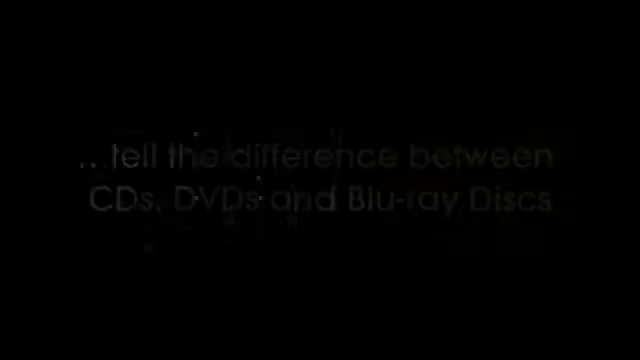 ...tell the difference between
CDs, DVDs and Blu-ray Discs